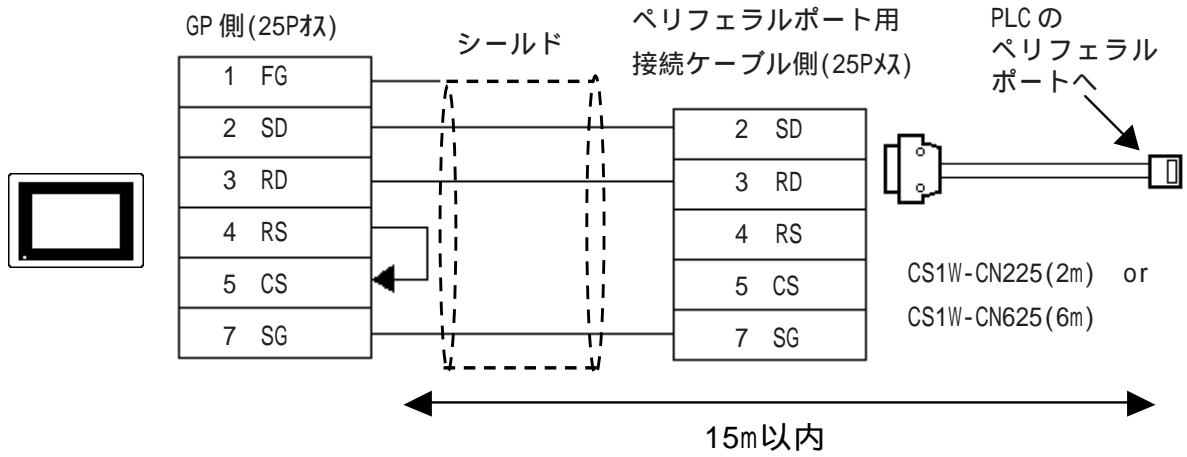 GP側(25Pｵｽ)
1 FG
2 SD
3 RD
4 RS
5 CS
7 SG
シールド
ペリフェラルポート用
接続ケーブル側(25Pﾒｽ)
2 SD
3 RD
4 RS
5 CS
7 SG
PLCの
ペリフェラル
ポートへ
CS1W-CN225(2m) or
CS1W-CN625(6m)
15m以内